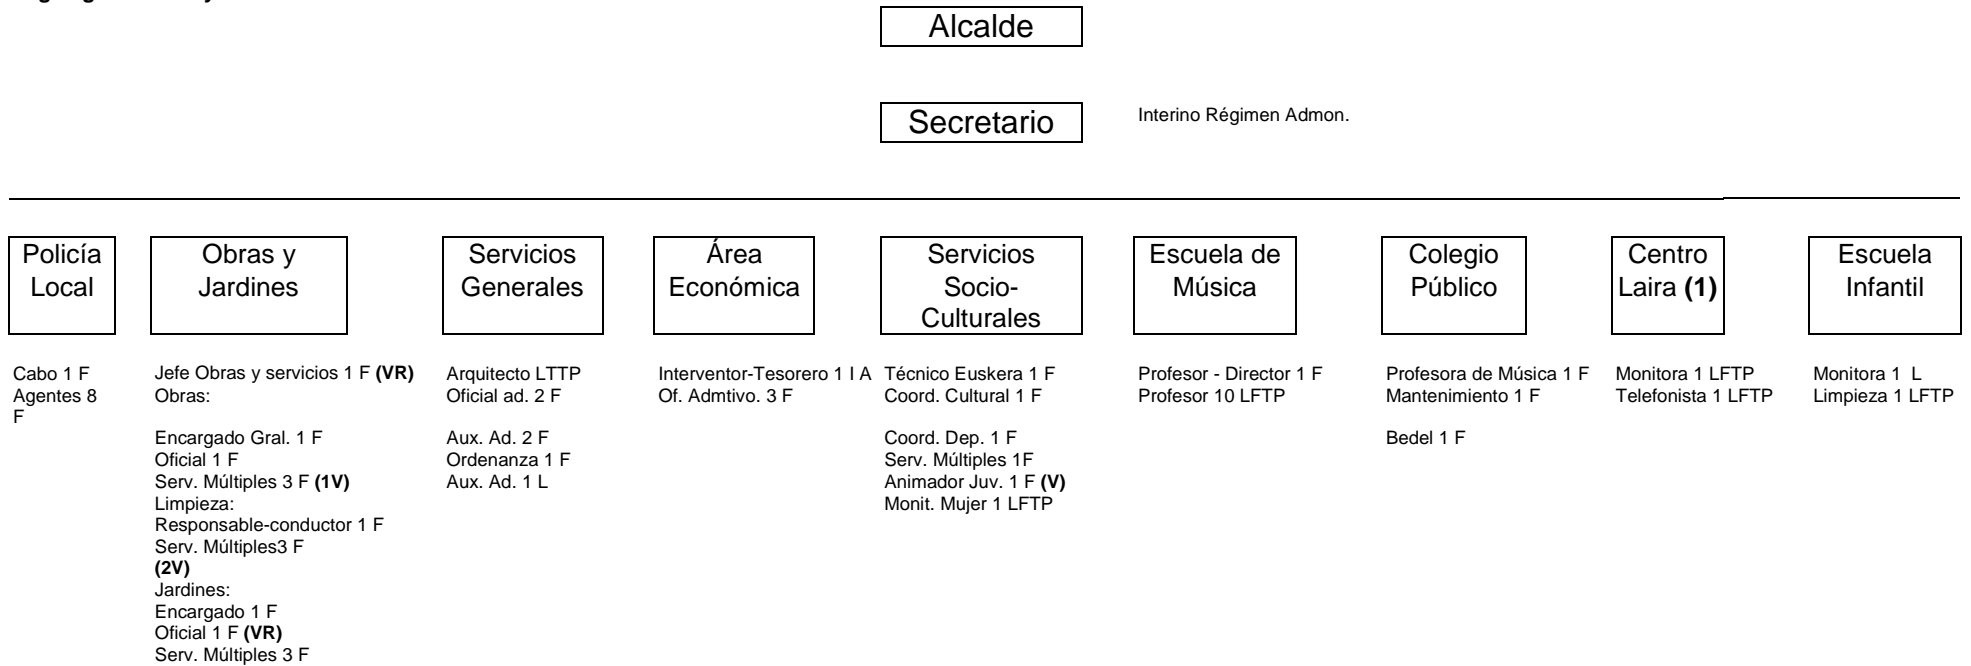 Alcalde
Secretario
Interino Régimen Admon.
Policía
Local
Obras y
Jardines
Servicios
Generales
Área
Económica
Servicios
Socio-
Culturales
Escuela de
Música
Colegio
Público
Centro
Laira (1)
Escuela
Infantil
Cabo 1 F
Agentes 8
F
Jefe Obras y servicios 1 F (VR)
Obras:
Encargado Gral. 1 F
Oficial 1 F
Serv. Múltiples 3 F (1V)
Limpieza:
Responsable-conductor 1 F
Serv. Múltiples3 F
(2V)
Jardines:
Encargado 1 F
Oficial 1 F (VR)
Serv. Múltiples 3 F
Arquitecto LTTP
Oficial ad. 2 F
Aux. Ad. 2 F
Ordenanza 1 F
Aux. Ad. 1 L
Interventor-Tesorero 1 I A
Of. Admtivo. 3 F
Técnico Euskera 1 F
Coord. Cultural 1 F
Coord. Dep. 1 F
Serv. Múltiples 1F
Animador Juv. 1 F (V)
Monit. Mujer 1 LFTP
Profesor - Director 1 F
Profesor 10 LFTP
Profesora de Música 1 F
Mantenimiento 1 F
Bedel 1 F
Monitora 1 LFTP
Telefonista 1 LFTP
Monitora 1 L
Limpieza 1 LFTP